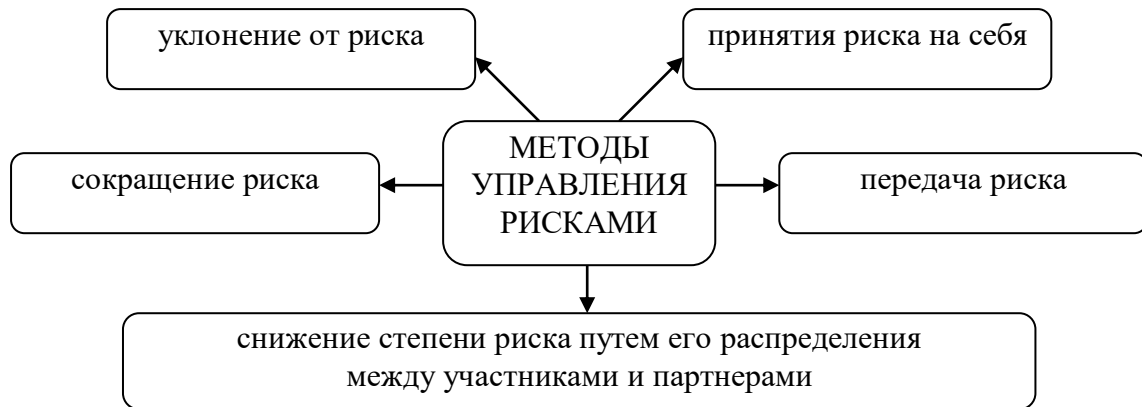 уклонение от риска
принятия риска на себя
МЕТОДЫ
УПРАВЛЕНИЯ
РИСКАМИ
сокращение риска
передача риска
снижение степени риска путем его распределения
между участниками и партнерами